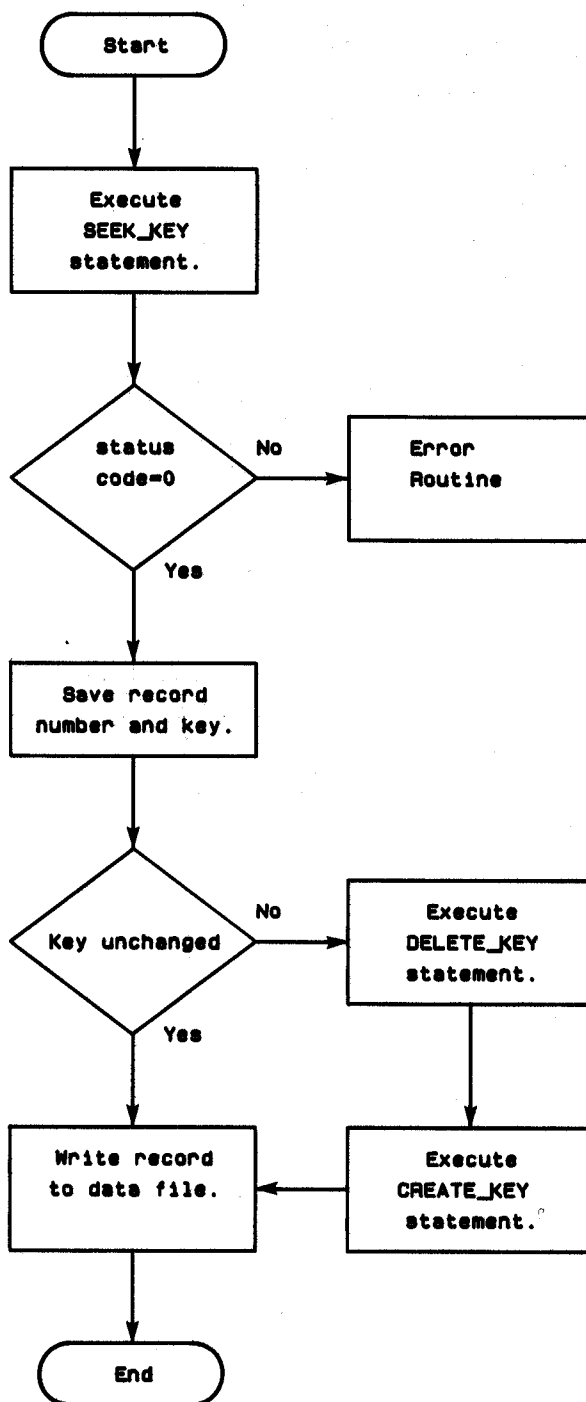 Start
Execute
SEEK_KEY
statement.
status
code=0
No
Error
Routine
Yes
Save record
number and key.
Key unchanged
No
Execute
DELETE_KEY
statement.
Yes
Write record
to data file.
Execute
CREATE_KEY
statement.
End